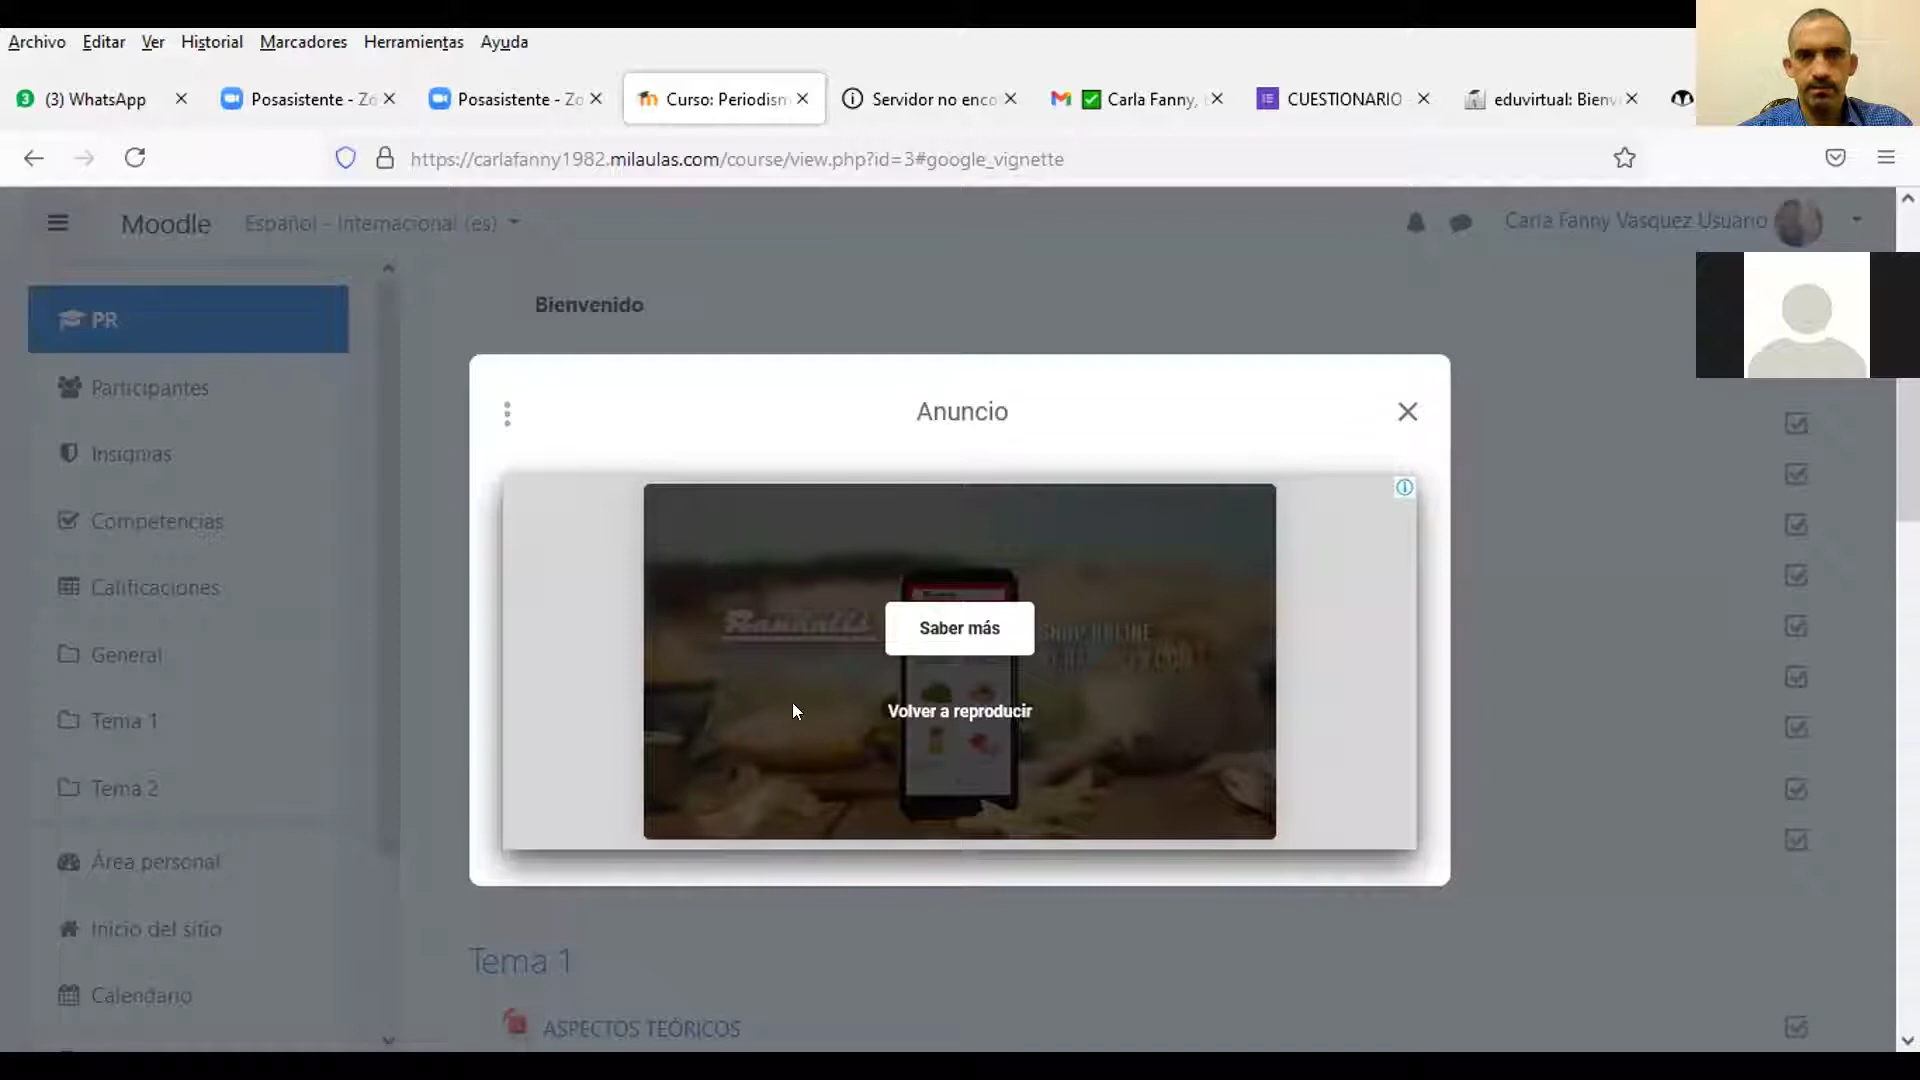 Archivo Editar Ver Historial Marcadores Herramientas Ayuda
3 (3) WhatsApp
Posasistente - Zo
Posasistente - Zo
Curso: Periodism
Servidor no enco
Carla Fanny,
CUESTIONARIO
eduvirtual: Bienv
https://carlafanny1982.milaulas.com/course/view.php?id=3#google_vignette
Moodle
Español - Internacional (es)
Carla Fanny Vasquez Usuario
PR
Participantes
Insignias
Competencias
Calificaciones
General
Tema 1
Tema 2
Área personal
Inicio del sitio
Calendario
Bienvenido
Anuncio
Randalls
Saber más
Volver a reproducir
Tema 1
ASPECTOS TEÓRICOS